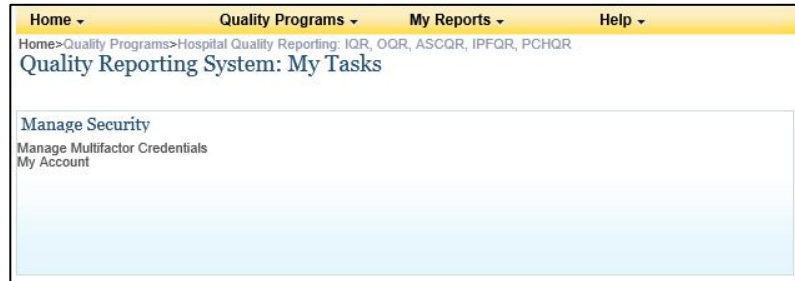 Home Quality Programs My Reports Help
Home>Quality Programs>Hospital Quality Reporting: IQR, OQR, ASCQR, IPFQR, PCHQR
Quality Reporting System: My Tasks
Manage Security
Manage Multifactor Credentials
My Account